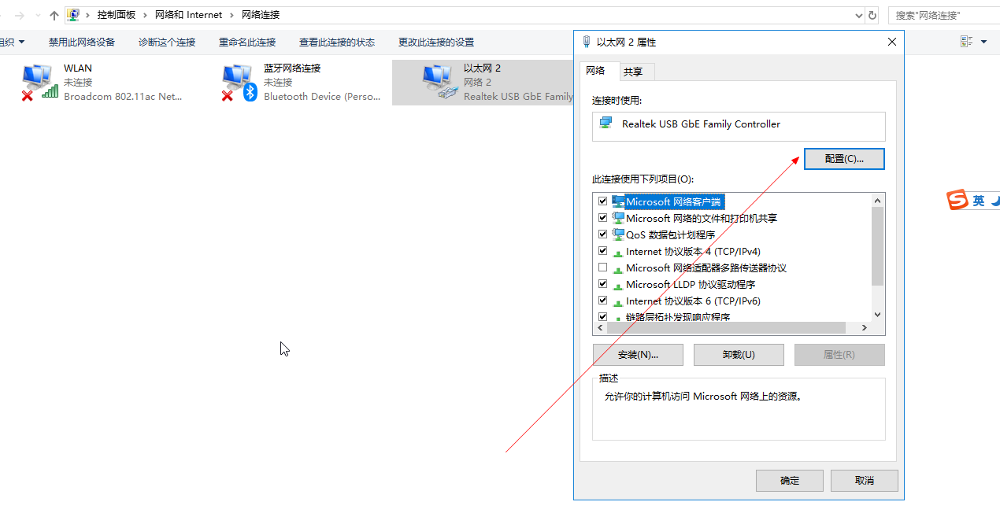 控制面板 › 网络和 Internet › 网络连接
搜索"网络连接"
组织
禁用此网络设备
诊断这个连接
重命名此连接
查看此连接的状态
更改此连接的设置
WLAN
未连接
Broadcom 802.11ac Net...
蓝牙网络连接
未连接
Bluetooth Device (Perso...
以太网 2
网络 2
Realtek USB GbE Family
以太网 2 属性
网络
共享
连接时使用:
Realtek USB GbE Family Controller
配置(C)...
此连接使用下列项目(O):
Microsoft 网络客户端
Microsoft 网络的文件和打印机共享
QoS 数据包计划程序
Internet 协议版本 4 (TCP/IPv4)
Microsoft 网络适配器多路传送器协议
Microsoft LLDP 协议驱动程序
Internet 协议版本 6 (TCP/IPv6)
链路层拓扑发现响应程序
安装(N)...
卸载(U)
属性(R)
描述
允许你的计算机访问 Microsoft 网络上的资源。
确定
取消
S 英